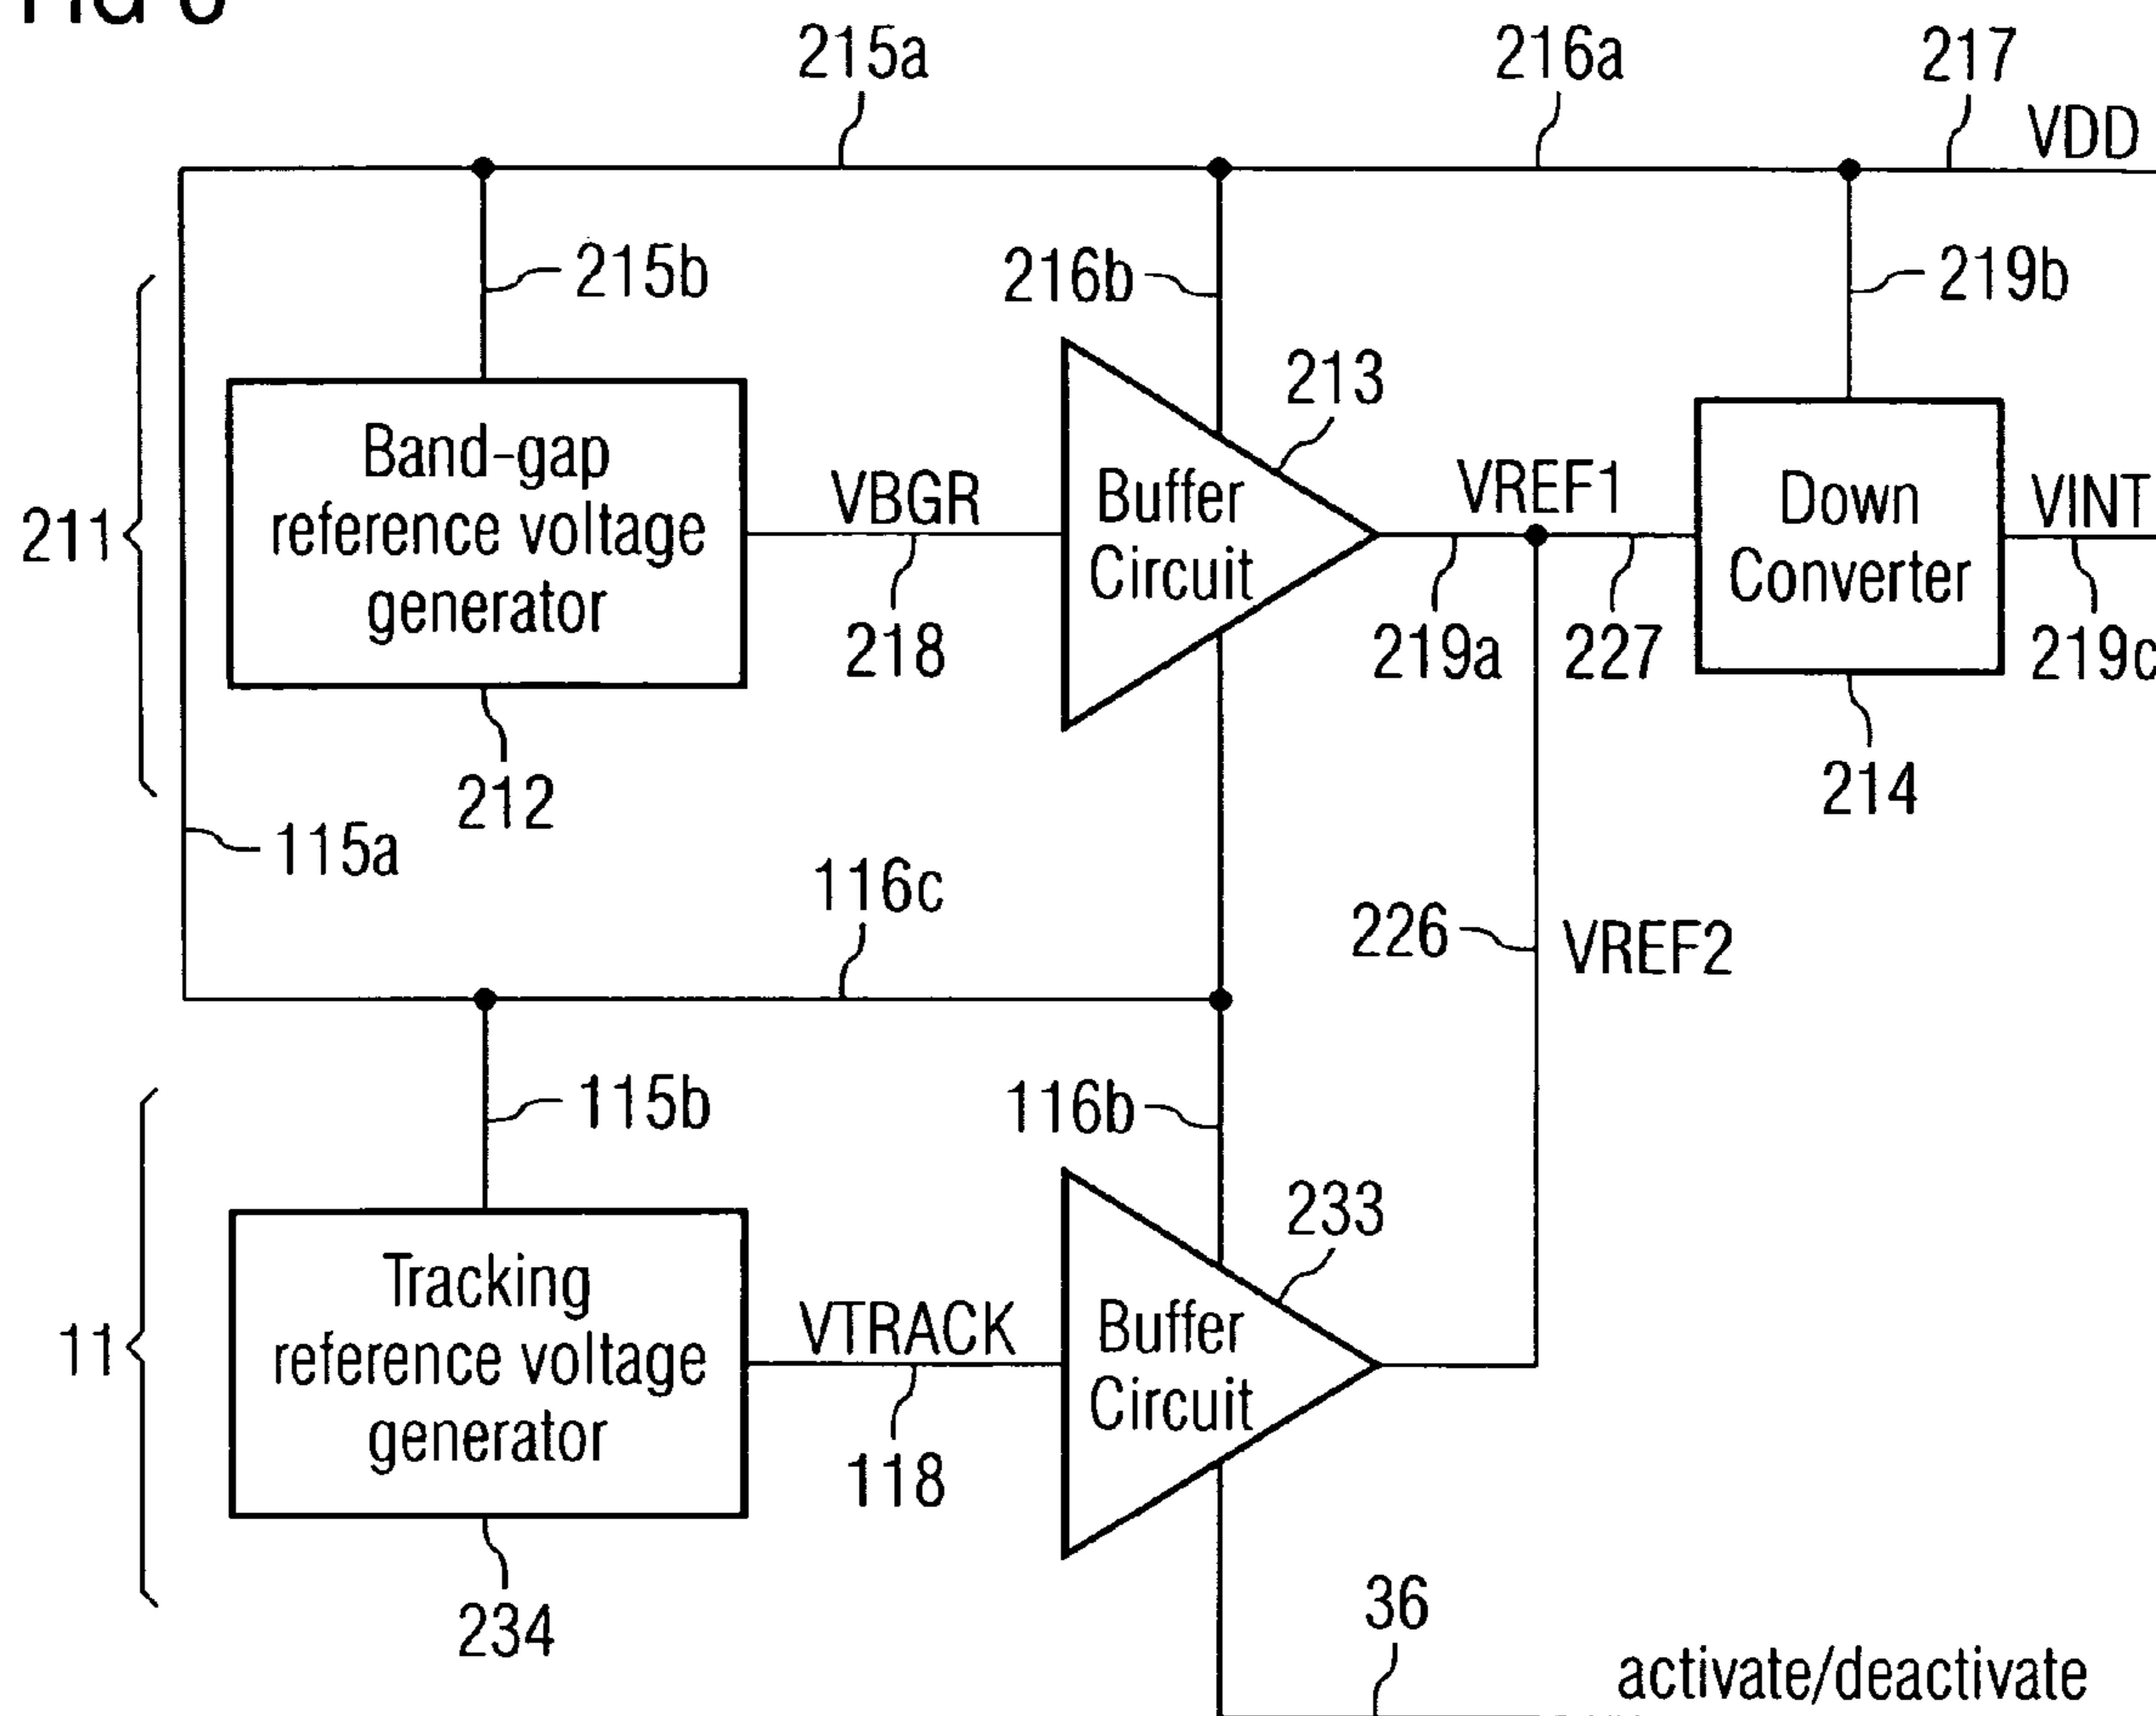 215a
216a
217
VDD
215b
216b
219b
213
Band-gap
reference voltage
generator
VBGR
Buffer
Circuit
VREF1
Down
Converter
VINT
211
218
219a
227
219c
212
214
115a
116c
226
VREF2
115b
116b
233
Tracking
reference voltage
generator
VTRACK
Buffer
Circuit
11
118
234
36
activate/deactivate